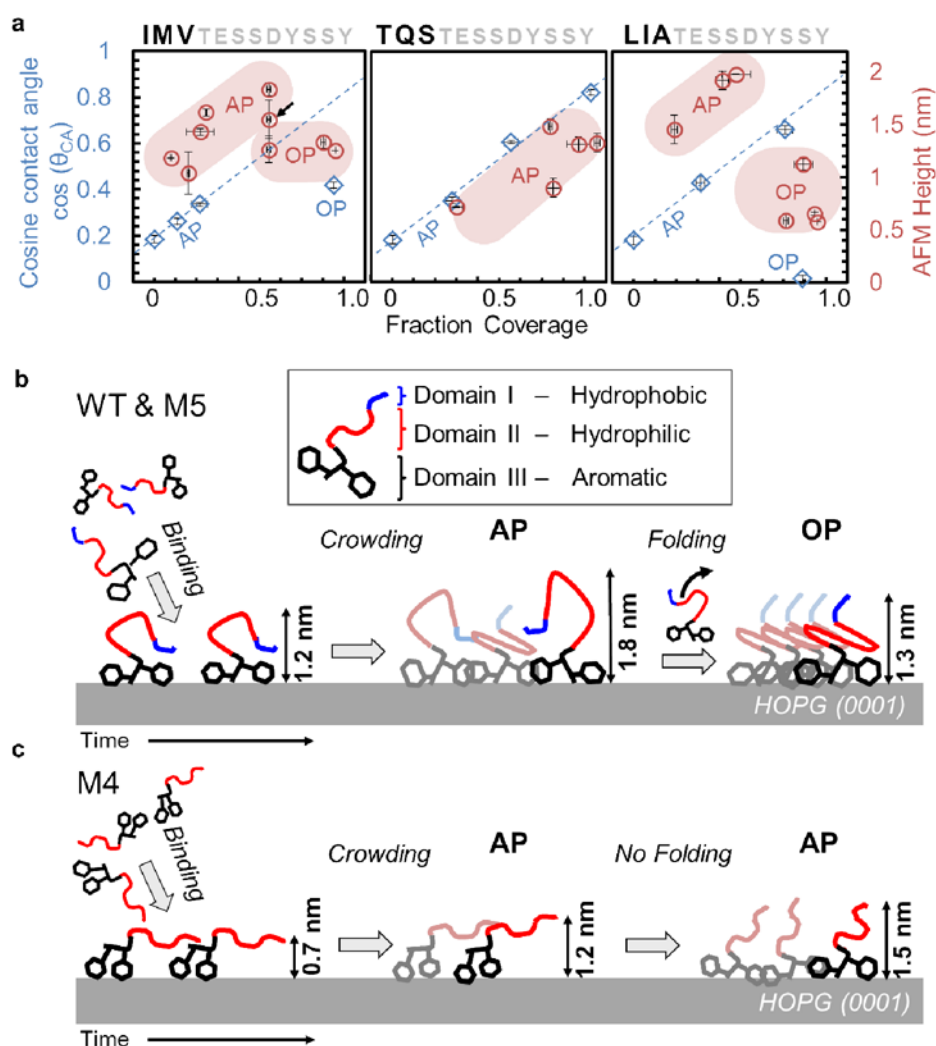 a
IMVTESSDYSSY TQSTESSDYSSY LIATESSDYSSY
Cosine contact angle
cos (θCA)
1
0.8
0.6
0.4
0.2
0
AP
OP
AP
OP
AP
AP
AP
OP
AP
OP
2
1.5
1
0.5
0
AFM Height (nm)
0 0.5 1.0 0 0.5 1.0 0 0.5 1.0
Fraction Coverage
b
WT & M5
Domain I – Hydrophobic
Domain II – Hydrophilic
Domain III – Aromatic
Binding
Crowding
AP
Folding
OP
1.2 nm
1.8 nm
1.3 nm
HOPG (0001)
Time
c
M4
Binding
Crowding
AP
No Folding
AP
0.7 nm
1.2 nm
1.5 nm
HOPG (0001)
Time